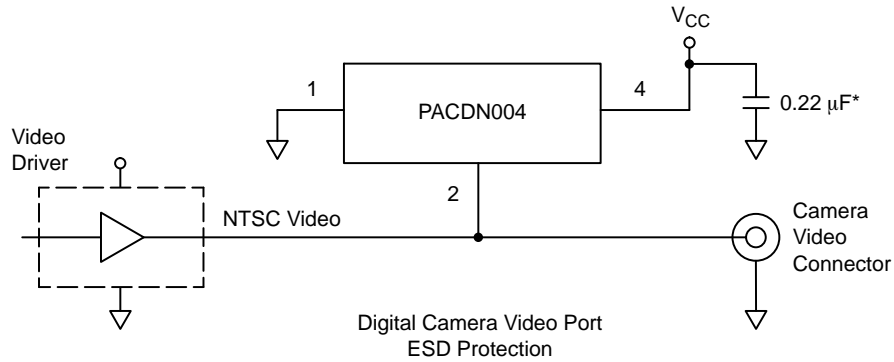 V_CC
1
4
PACDN004
0.22 μF*
Video
Driver
2
NTSC Video
Camera
Video
Connector
Digital Camera Video Port
ESD Protection